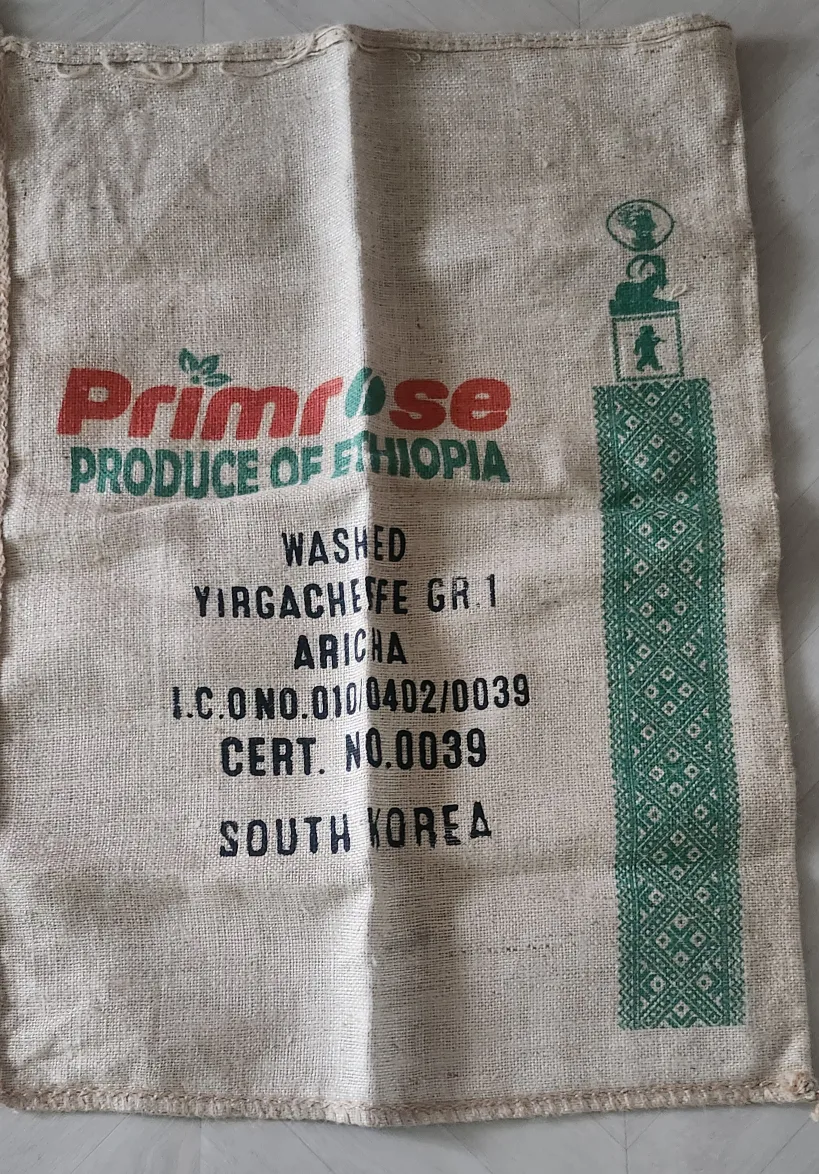 Primrose
PRODUCE OF ETHIOPIA
WASHED
YIRGACHEFFE GR.1
ARICHA
I.C.O NO.010/0402/0039
CERT. NO.0039
SOUTH KOREA